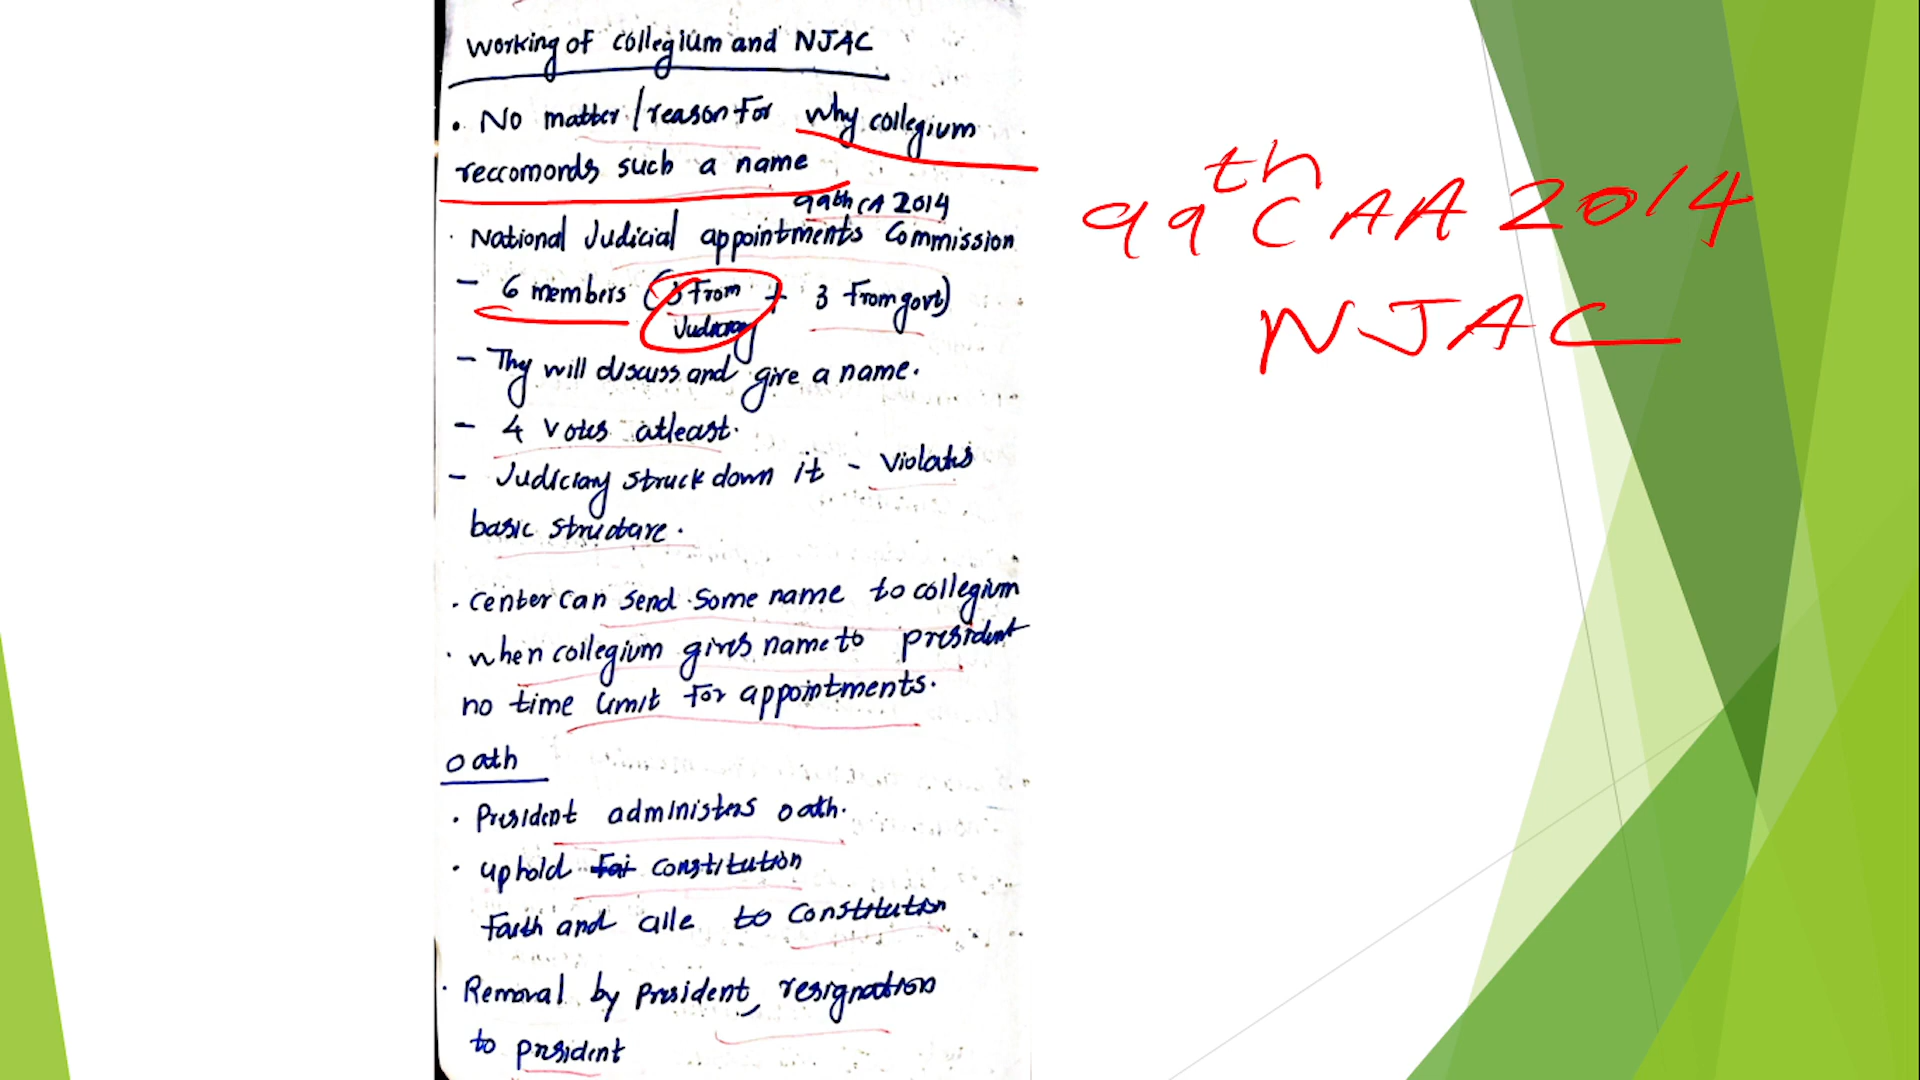 Working of collegium and NJAC
• No matter / reason for why collegium
reccomonds such a name
99th CA 2014
· National Judicial appointments Commission
- 6 members (3 from + 3 from govt)
Judiciary
- Thy will discuss and give a name.
- 4 votes atleast.
- Judiciary struck down it - violates
basic structure.
· center can send some name to collegium
· when collegium gives name to president
no time limit for appointments.
Oath
· President administers oath.
· uphold fai constitution
faith and alle to constitution
· Removal by president, resignation
to president
99th CAA 2014
NJAC